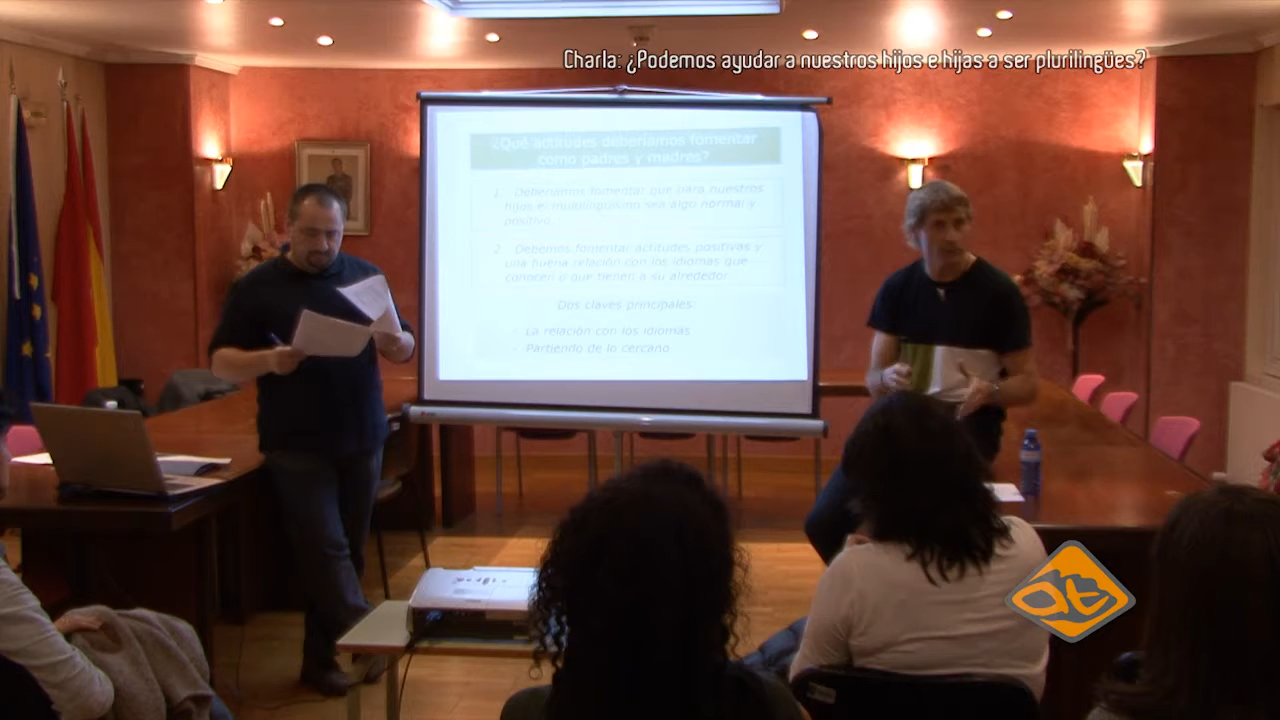 Charla: ¿Podemos ayudar a nuestros hijos e hijas a ser plurilingües?
¿Qué actitudes deberíamos fomentar
como padres y madres?
1. Deberíamos fomentar que para nuestros
hijos el multilingüismo sea algo normal y
positivo.
2. Debemos fomentar actitudes positivas y
una buena relación con los idiomas que
conocen o que tienen a su alrededor.
Dos claves principales:
- La relación con los idiomas
- Partiendo de lo cercano